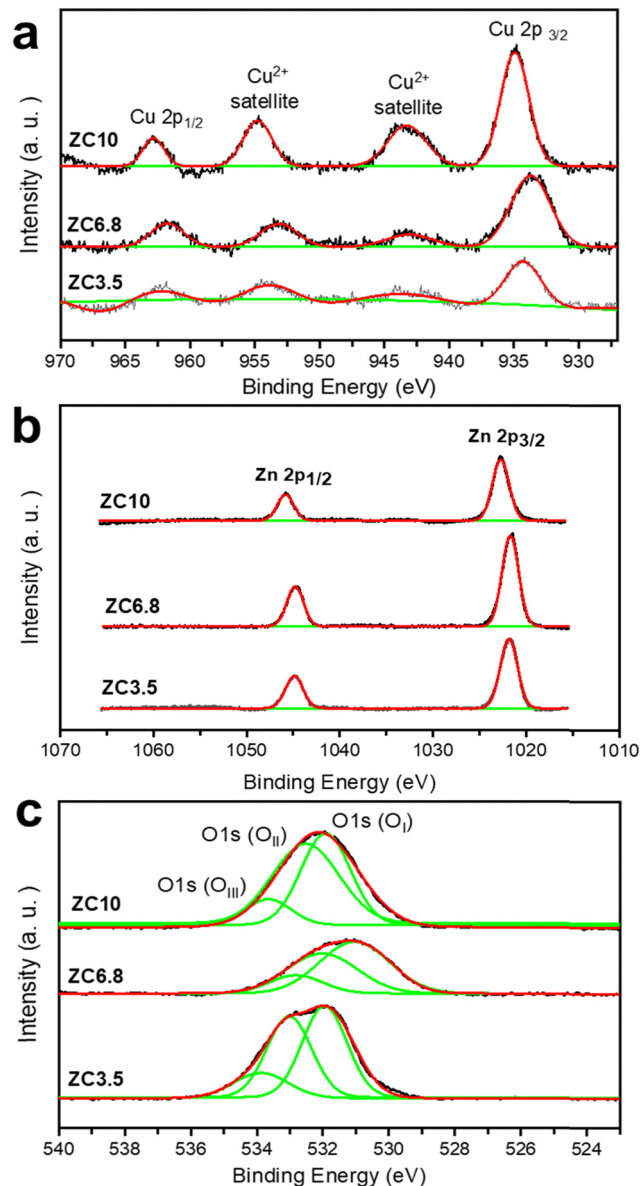 a
Cu 2p 3/2
Cu²⁺
satellite
Cu²⁺
satellite
Cu 2p1/2
ZC10
ZC6.8
ZC3.5
Intensity (a. u. )
970 965 960 955 950 945 940 935 930
Binding Energy (eV)
b
Zn 2p3/2
Zn 2p1/2
ZC10
ZC6.8
ZC3.5
Intensity (a. u. )
1070 1060 1050 1040 1030 1020 1010
Binding Energy (eV)
c
O1s (OII)
O1s (OI)
O1s (OIII)
ZC10
ZC6.8
ZC3.5
Intensity (a. u. )
540 538 536 534 532 530 528 526 524
Binding Energy (eV)